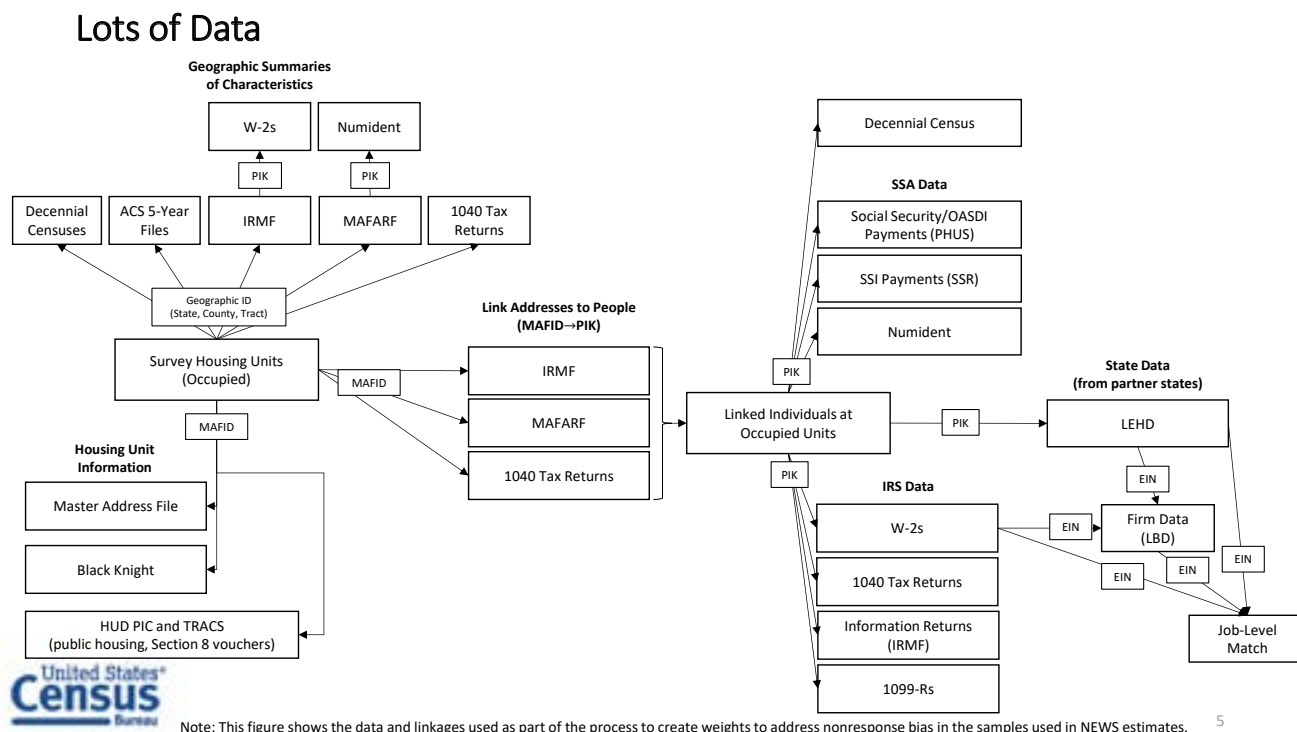 Lots of Data
Geographic Summaries
of Characteristics
W-2s
Numident
PIK
PIK
Decennial
Censuses
ACS 5-Year
Files
IRMF
MAFARF
1040 Tax
Returns
Geographic ID
(State, County, Tract)
Survey Housing Units
(Occupied)
MAFID
Housing Unit
Information
Master Address File
Black Knight
HUD PIC and TRACS
(public housing, Section 8 vouchers)
MAFID
Link Addresses to People
(MAFID→PIK)
IRMF
MAFARF
1040 Tax Returns
Linked Individuals at
Occupied Units
PIK
Decennial Census
SSA Data
Social Security/OASDI
Payments (PHUS)
SSI Payments (SSR)
Numident
PIK
IRS Data
W-2s
1040 Tax Returns
Information Returns
(IRMF)
1099-Rs
PIK
State Data
(from partner states)
LEHD
EIN
EIN
Firm Data
(LBD)
EIN
EIN
EIN
Job-Level
Match
United States®
Census
Bureau
Note: This figure shows the data and linkages used as part of the process to create weights to address nonresponse bias in the samples used in NEWS estimates.
5